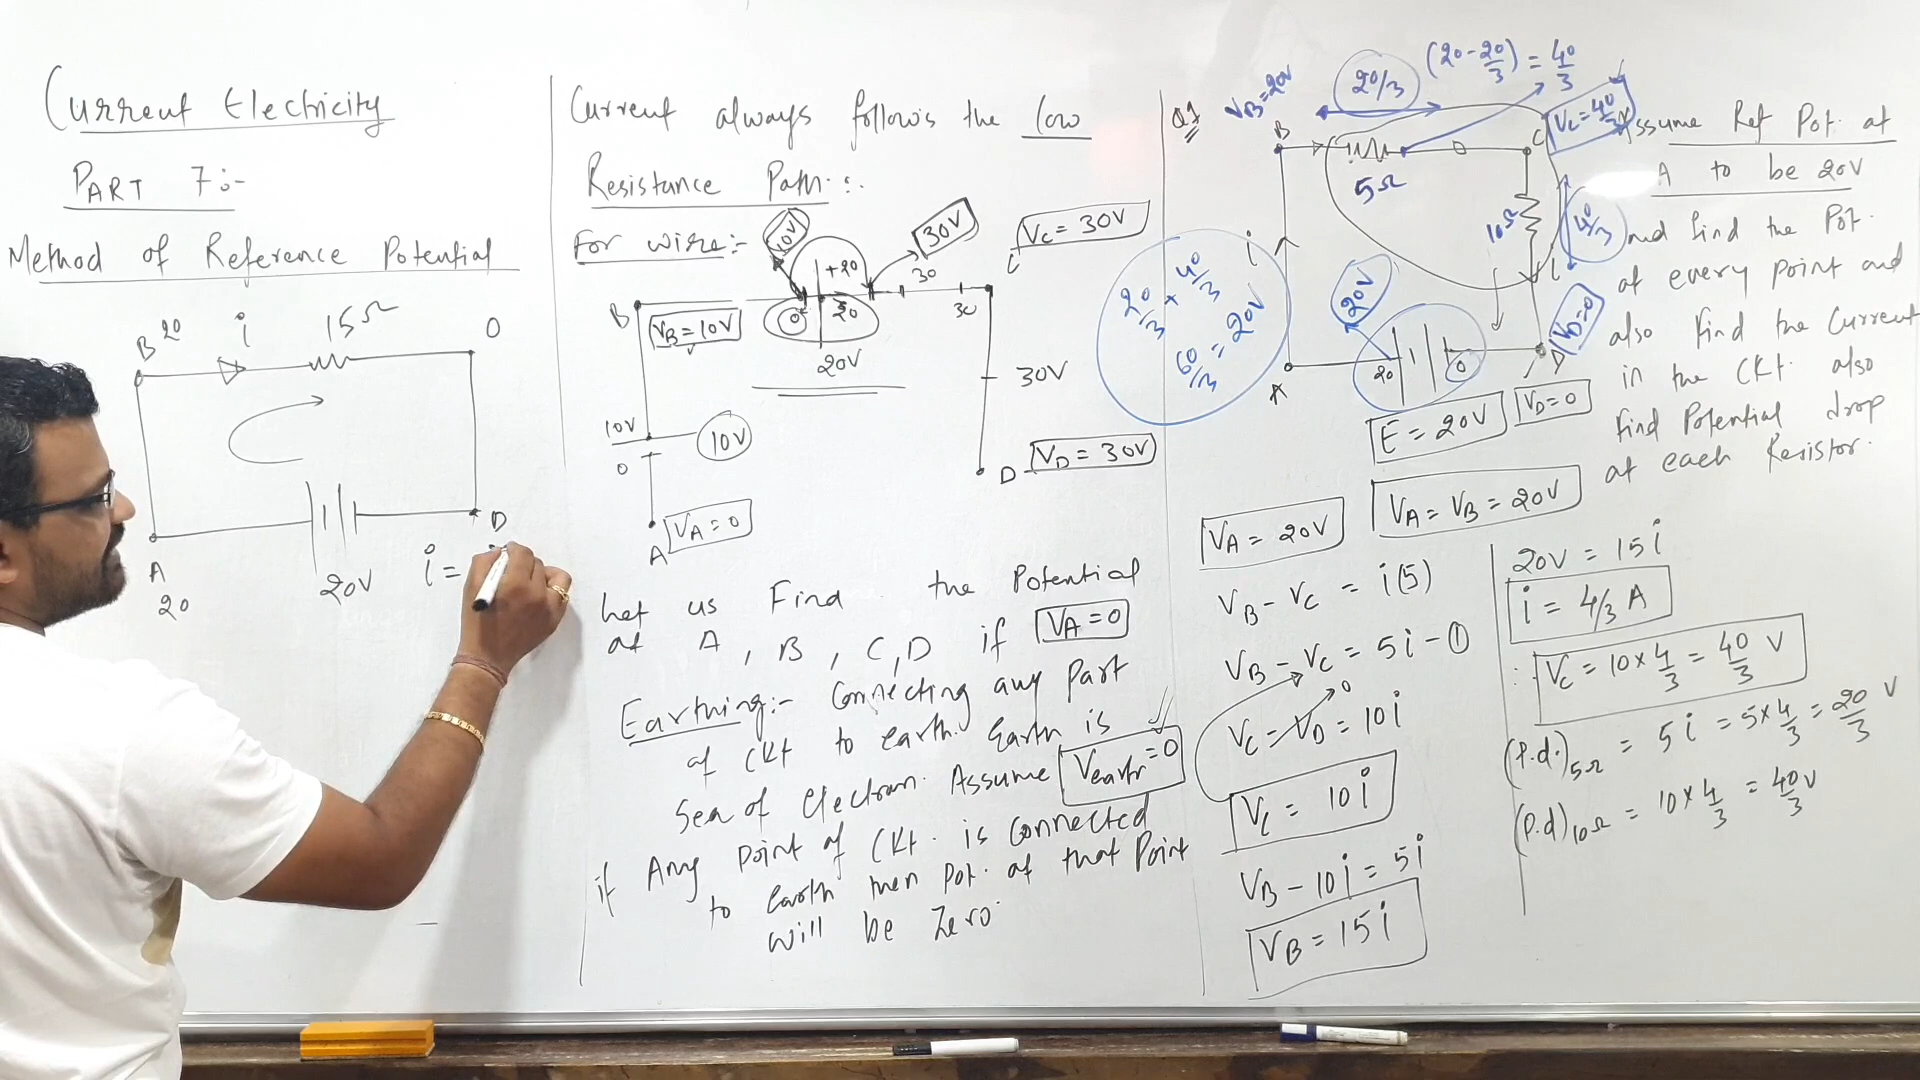 Current Electricity
PART 7:-
Method of Reference Potential
B 20
i
15Ω
0
A
20
20V
D
i =
Current always follows the low
Resistance Path :.
For wire:-
10V
+20
30V
30
VC = 30V
B
VB = 10V
0
20
30
20V
30V
10V
10V
0
D
VD = 30V
A
VA = 0
Let us Find the Potential
at A, B, C, D if VA = 0
Earthing:- Connecting any Part
of CKt to earth. Earth is
Sea of electron. Assume Vearth = 0
if Any point of CKt. is connected
to Earth then Pot. at that Point
will be Zero.
Q1
VB = 20V
20/3
(20 - 20/3) = 40/3
B
C
VC = 40/3
5Ω
10Ω
40/3
i
20/3 + 40/3
60/3 = 20V
20V
A
20
0
D
VD = 0
E = 20V
VD = 0
Assume Ref Pot. at
A to be 20V
and find the Pot.
at every point and
also find the Current
in the CKt. also
find Potential drop
at each Resistor.
VA = 20V
VA = VB = 20V
VB - VC = i(5)
VB - VC = 5i - ①
VC - VD = 10i
0
VC = 10i
VB - 10i = 5i
VB = 15i
20V = 15i
i = 4/3 A
∴ VC = 10 × 4/3 = 40/3 V
(P.d.)5Ω = 5i = 5 × 4/3 = 20/3 V
(P.d)10Ω = 10 × 4/3 = 40/3 V